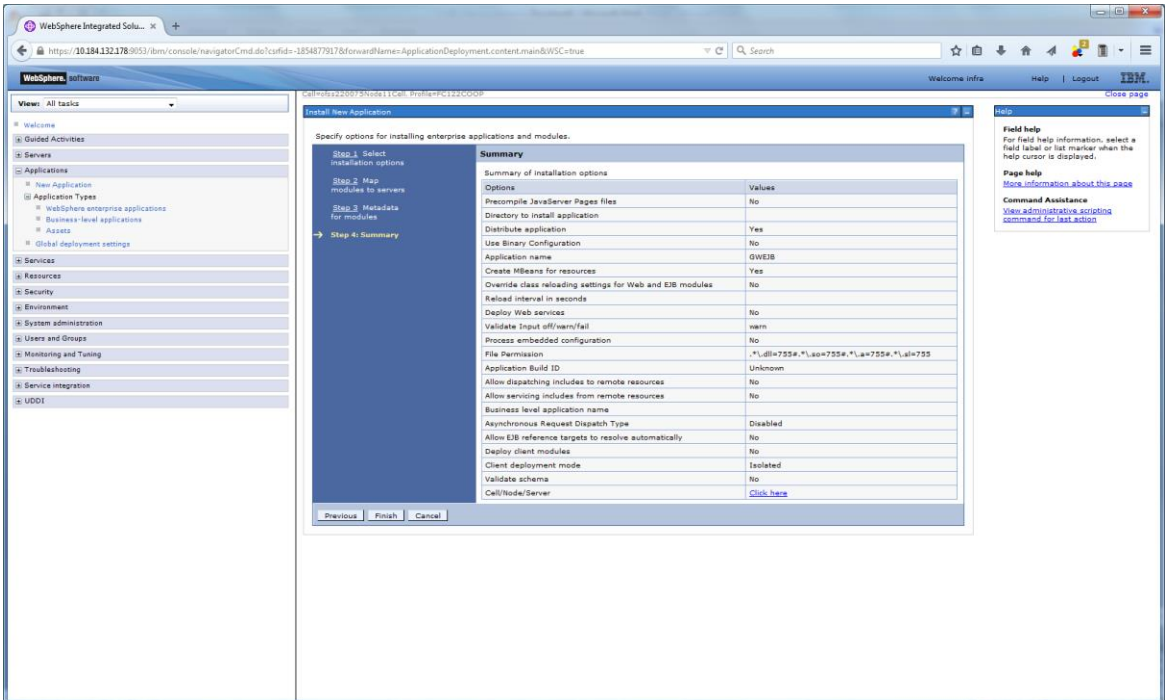 WebSphere Integrated Solu...
https://10.184.132.178:9053/ibm/console/navigatorCmd.do?csrfid=-1854877917&forwardName=ApplicationDeployment.content.main&WSC=true
Search
2
WebSphere. software
Welcome infra
Help | Logout
IBM.
View: All tasks
Welcome
Guided Activities
Servers
Applications
New Application
Application Types
WebSphere enterprise applications
Business-level applications
Assets
Global deployment settings
Services
Resources
Security
Environment
System administration
Users and Groups
Monitoring and Tuning
Troubleshooting
Service integration
UDDI
Cell=ofss220075Node11Cell, Profile=FC122COOP
Close page
Install New Application
Specify options for installing enterprise applications and modules.
Step 1 Select
installation options
Step 2 Map
modules to servers
Step 3 Metadata
for modules
Step 4: Summary
Summary
Summary of installation options
Options Values
Precompile JavaServer Pages files No
Directory to install application
Distribute application Yes
Use Binary Configuration No
Application name GWEJB
Create MBeans for resources Yes
Override class reloading settings for Web and EJB modules No
Reload interval in seconds
Deploy Web services No
Validate Input off/warn/fail warn
Process embedded configuration No
File Permission .*\.dll=755#.*\.so=755#.*\.a=755#.*\.sl=755
Application Build ID Unknown
Allow dispatching includes to remote resources No
Allow servicing includes from remote resources No
Business level application name
Asynchronous Request Dispatch Type Disabled
Allow EJB reference targets to resolve automatically No
Deploy client modules No
Client deployment mode Isolated
Validate schema No
Cell/Node/Server Click here
Previous Finish Cancel
Help
Field help
For field help information, select a
field label or list marker when the
help cursor is displayed.
Page help
More information about this page
Command Assistance
View administrative scripting
command for last action